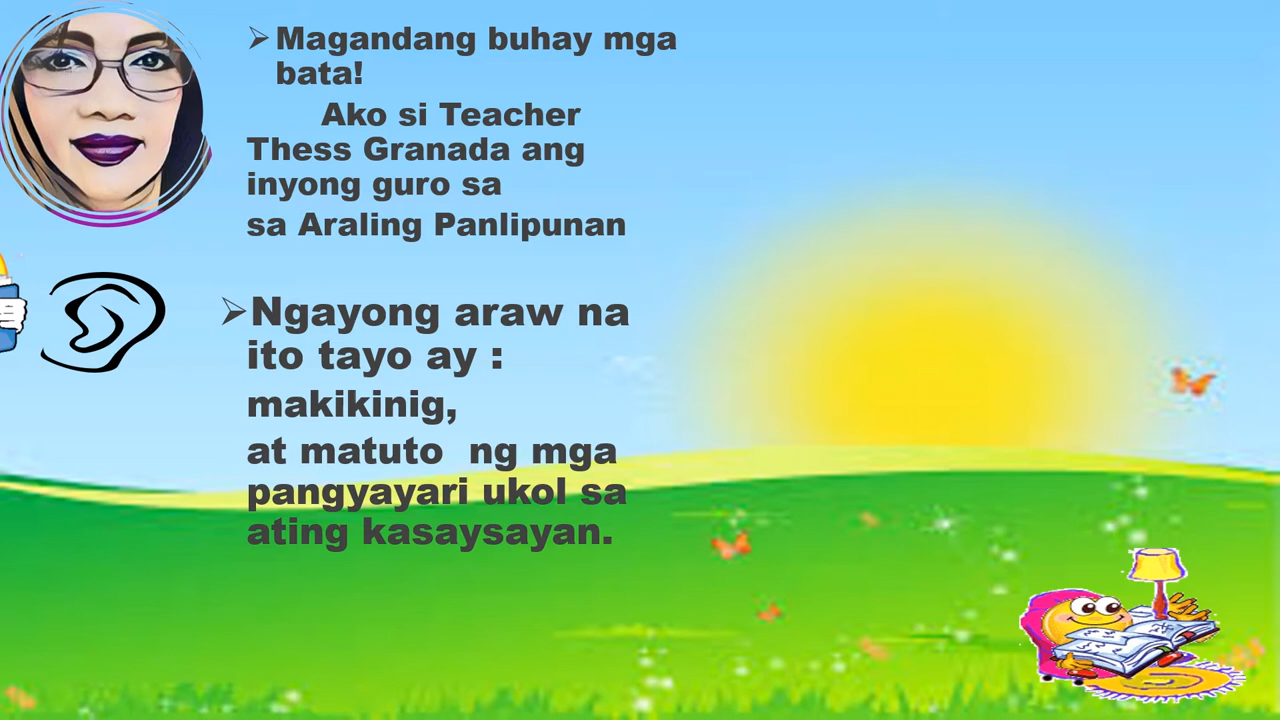 Magandang buhay mga
bata!
Ako si Teacher
Thess Granada ang
inyong guro sa
sa Araling Panlipunan
Ngayong araw na
ito tayo ay :
makikinig,
at matuto  ng mga
pangyayari ukol sa
ating kasaysayan.